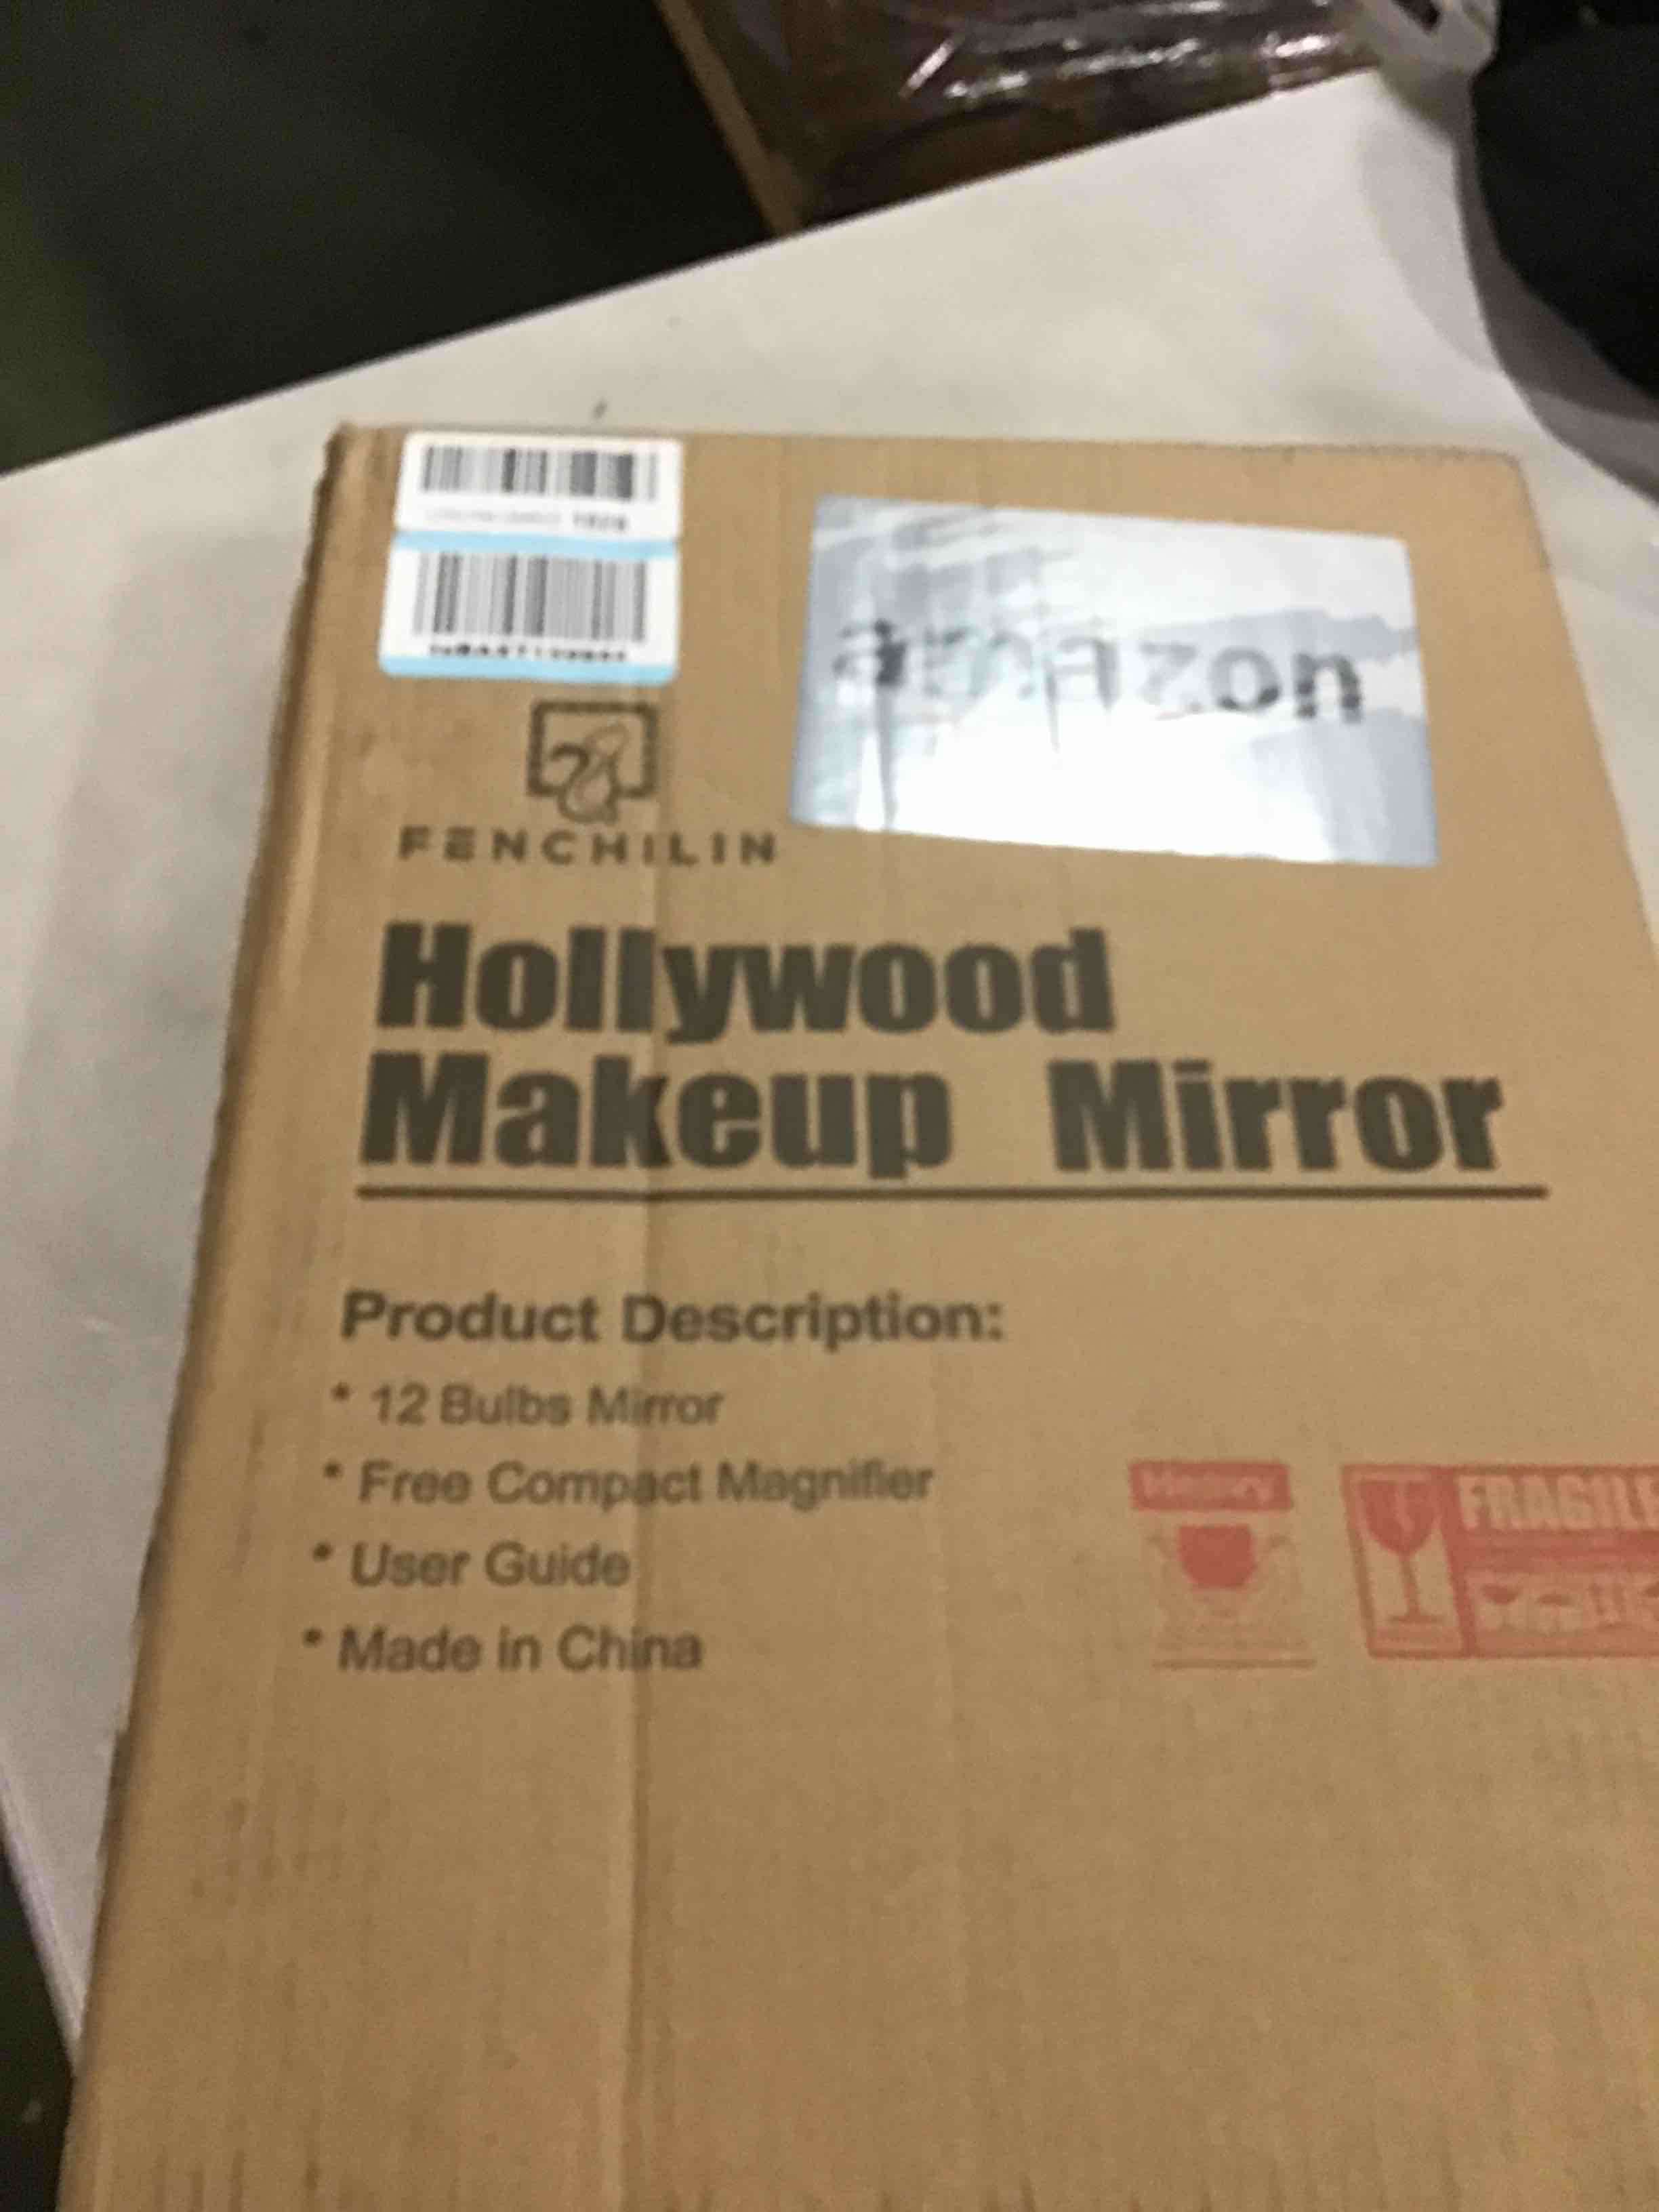 amazon
FENCHILIN
Hollywood
Makeup Mirror
Product Description:
* 12 Bulbs Mirror
* Free Compact Magnifier
* User Guide
* Made in China
Heavy
FRAGILE